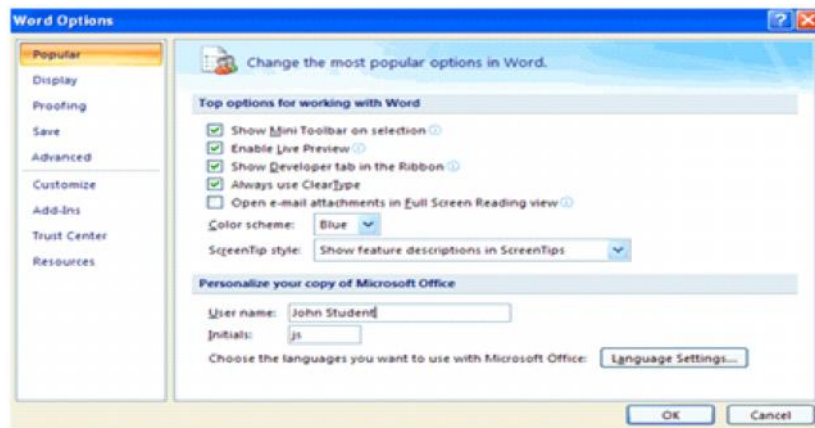 Word Options
Popular
Display
Proofing
Save
Advanced
Customize
Add-Ins
Trust Center
Resources
Change the most popular options in Word.
Top options for working with Word
Show Mini Toolbar on selection
Enable Live Preview
Show Developer tab in the Ribbon
Always use ClearType
Open e-mail attachments in Full Screen Reading view
Color scheme: Blue
ScreenTip style: Show feature descriptions in ScreenTips
Personalize your copy of Microsoft Office
User name: John Student
Initials: js
Choose the languages you want to use with Microsoft Office: Language Settings...
OK Cancel